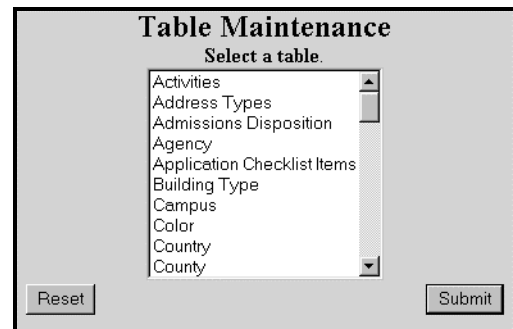 Table Maintenance
Select a table.
Activities
Address Types
Admissions Disposition
Agency
Application Checklist Items
Building Type
Campus
Color
Country
County
Reset
Submit